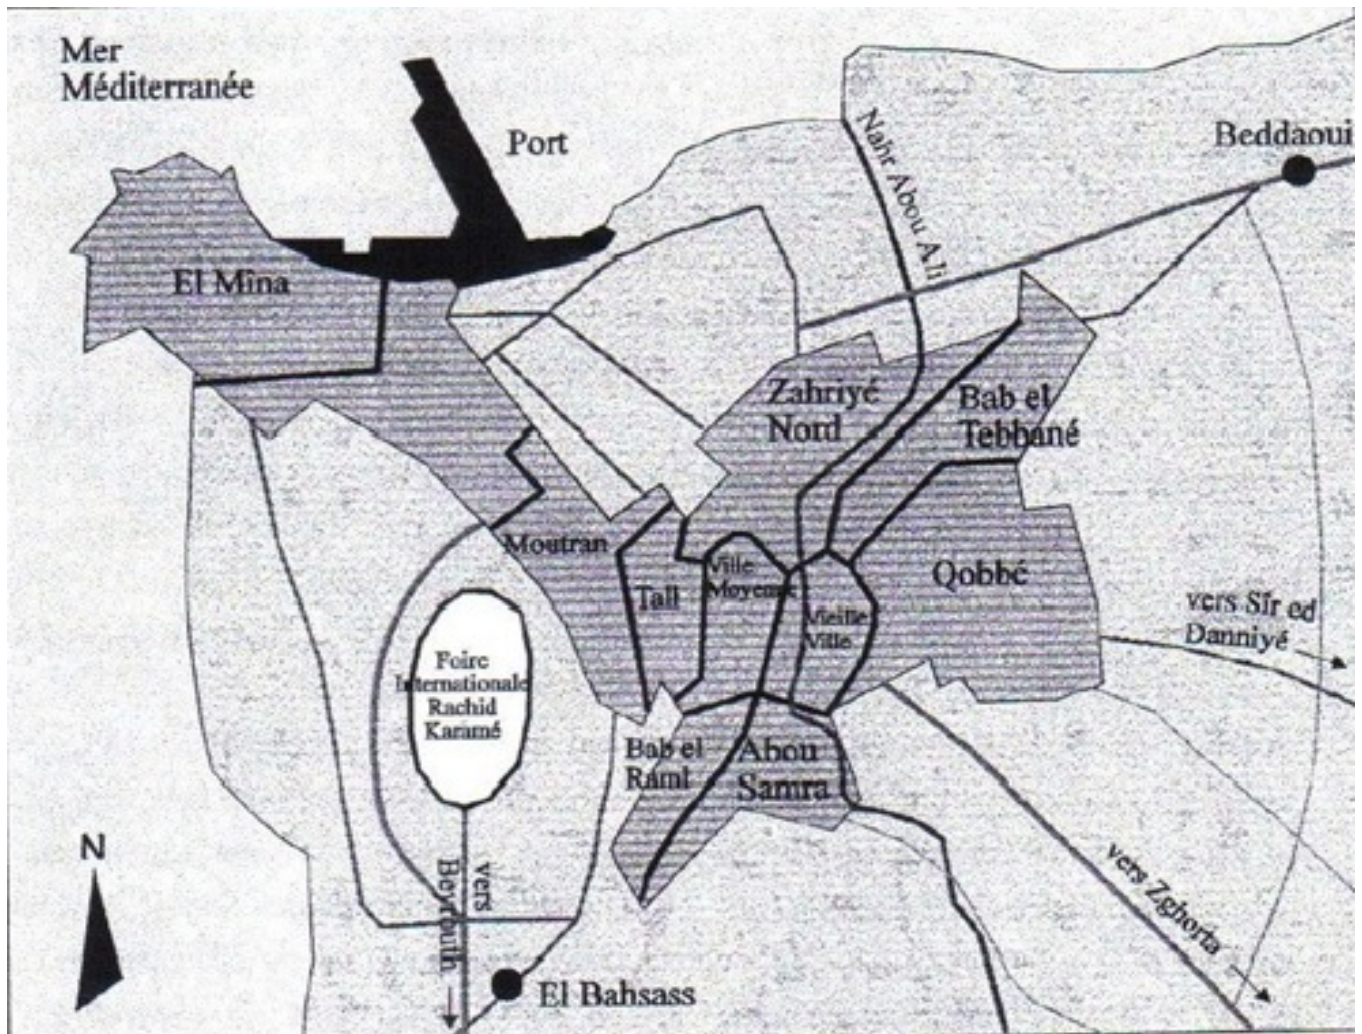 Mer
Méditerranée
Port
Nahr Abou Ali
Beddaoui
El Mîna
Zahriyé
Nord
Bab el
Tebbané
Moutran
Tall
Ville
Moyenne
Vieille
Ville
Qobbé
vers Sîr ed
Danniyé
Foire
Internationale
Rachid
Karamé
Bab el
Raml
Abou
Samra
N
vers
Beyrouth
vers Zghorta
El Bahsass